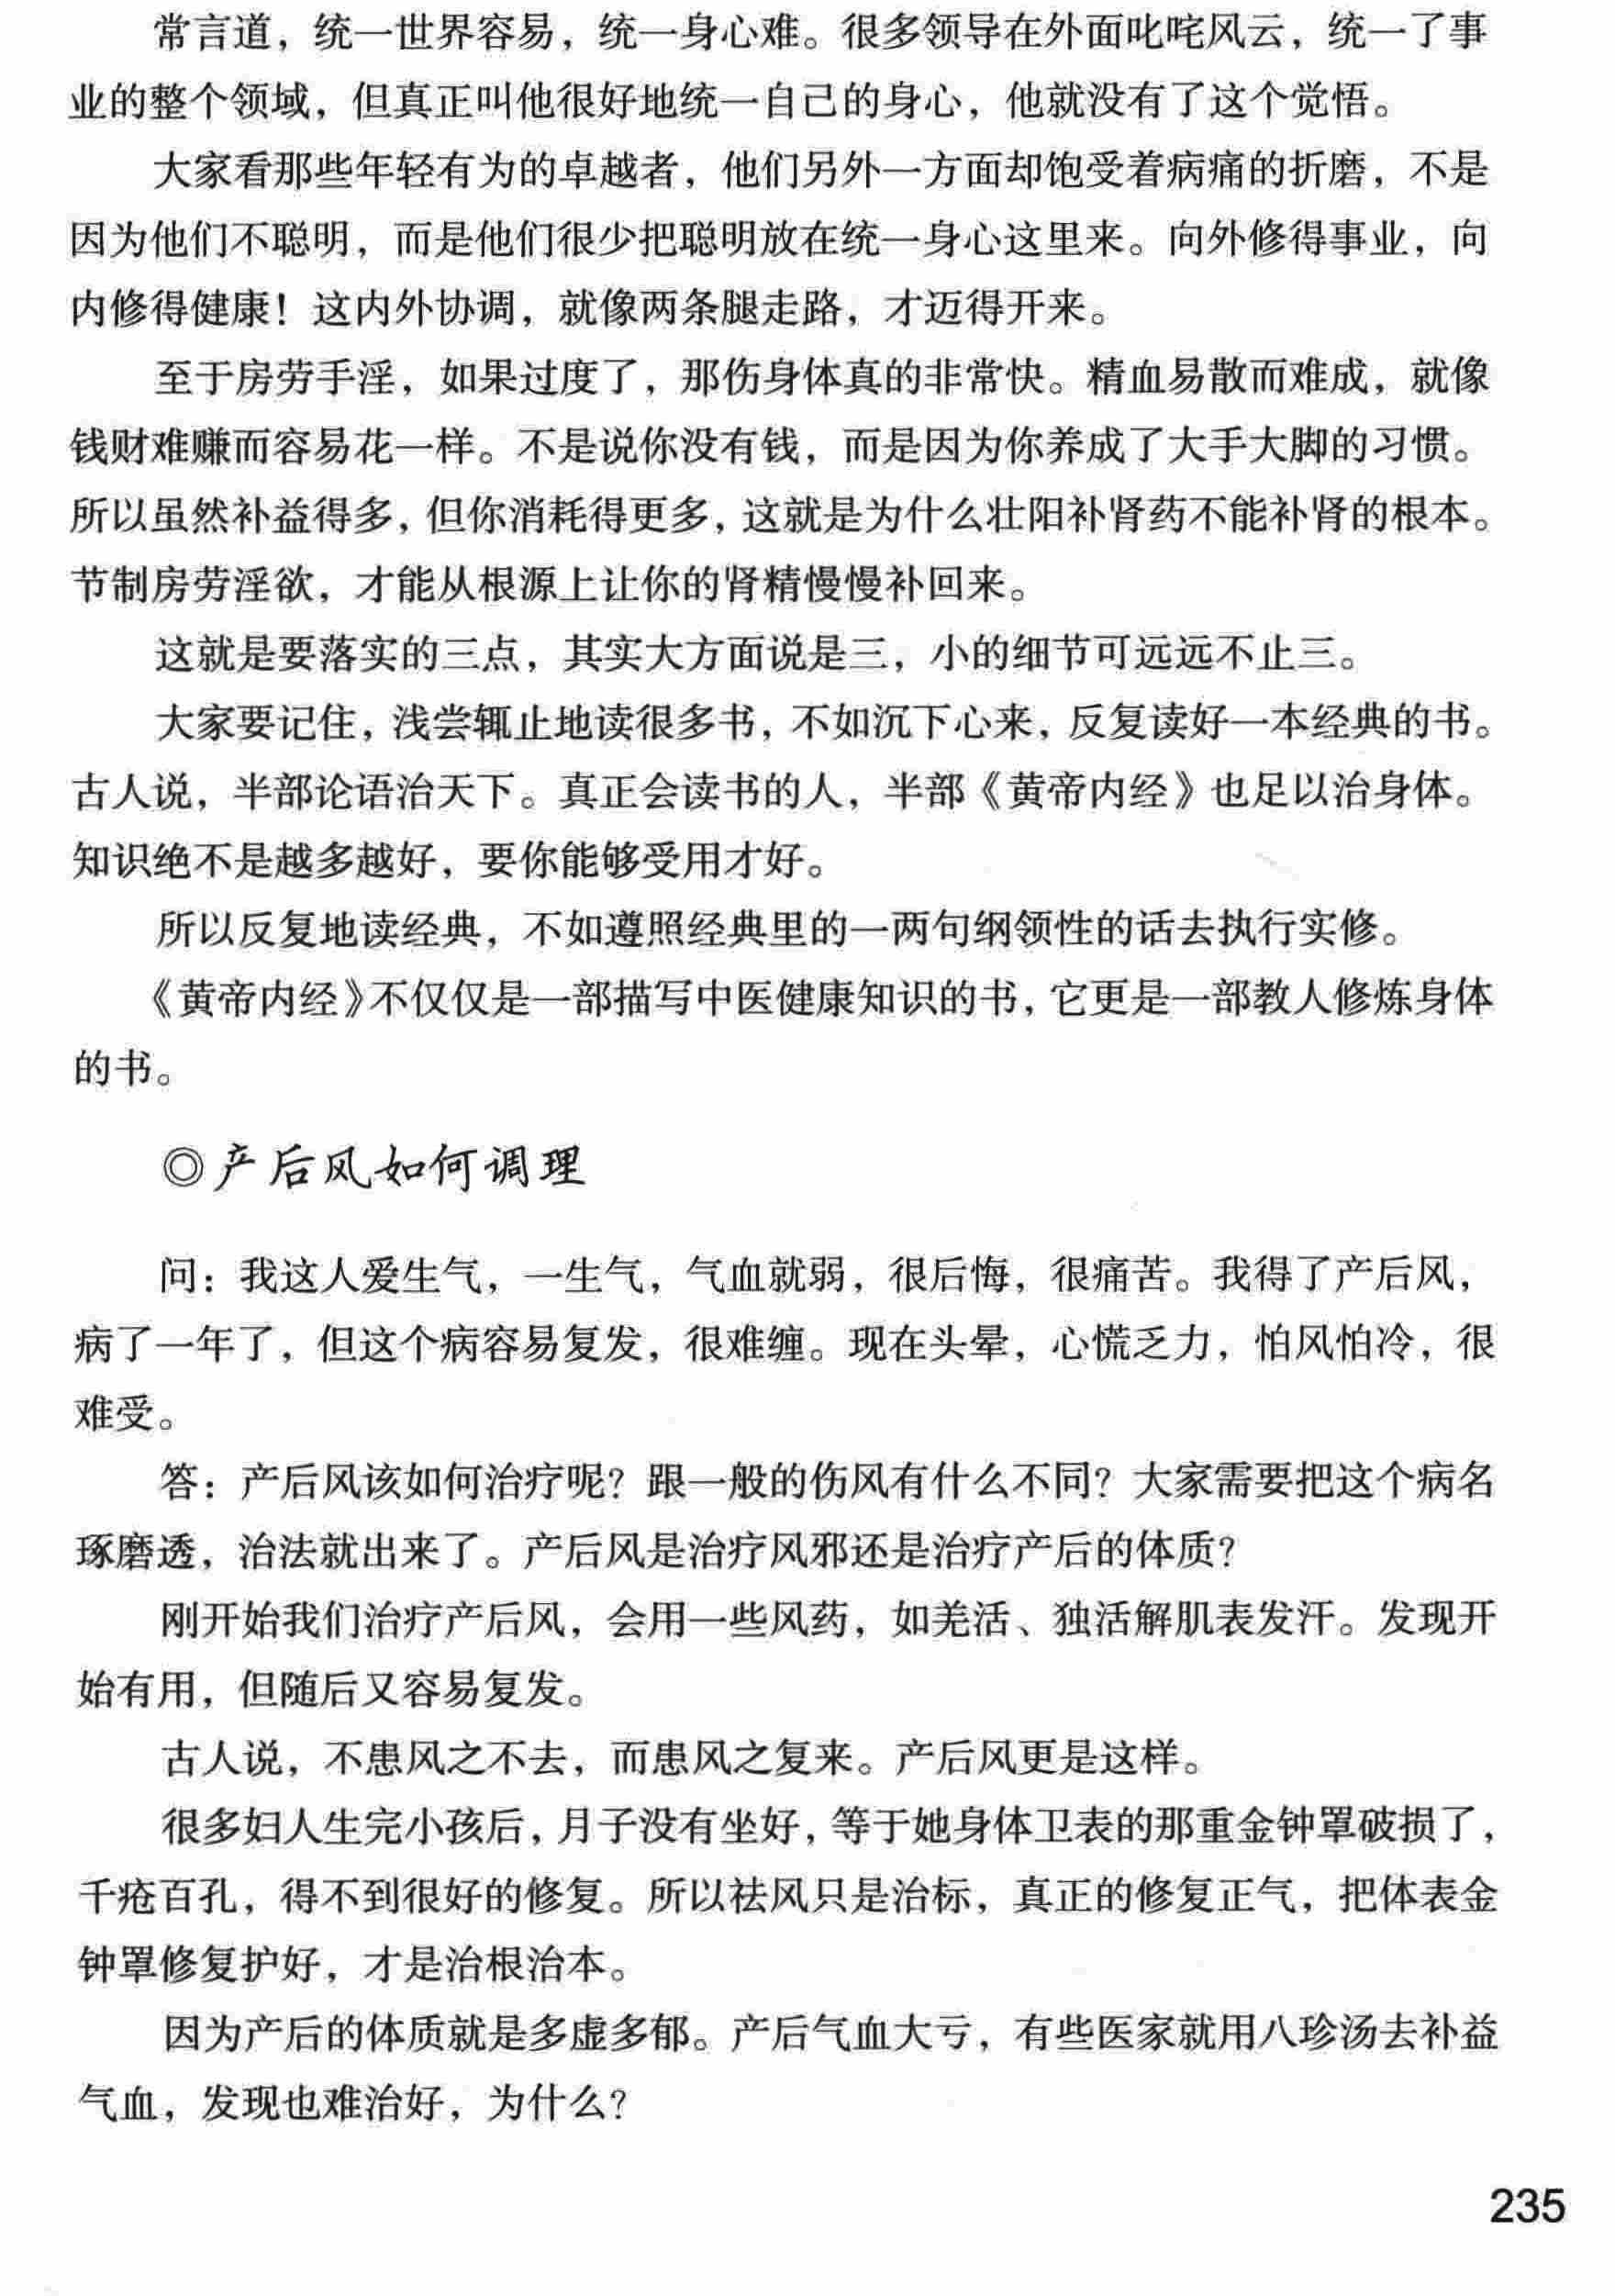 常言道，统一世界容易，统一身心难。很多领导在外面叱咤风云，统一了事
业的整个领域，但真正叫他很好地统一自己的身心，他就没有了这个觉悟。
大家看那些年轻有为的卓越者，他们另外一方面却饱受着病痛的折磨，不是
因为他们不聪明，而是他们很少把聪明放在统一身心这里来。向外修得事业，向
内修得健康！这内外协调，就像两条腿走路，才迈得开来。
至于房劳手淫，如果过度了，那伤身体真的非常快。精血易散而难成，就像
钱财难赚而容易花一样。不是说你没有钱，而是因为你养成了大手大脚的习惯。
所以虽然补益得多，但你消耗得更多，这就是为什么壮阳补肾药不能补肾的根本。
节制房劳淫欲，才能从根源上让你的肾精慢慢补回来。
这就是要落实的三点，其实大方面说是三，小的细节可远远不止三。
大家要记住，浅尝辄止地读很多书，不如沉下心来，反复读好一本经典的书。
古人说，半部论语治天下。真正会读书的人，半部《黄帝内经》也足以治身体。
知识绝不是越多越好，要你能够受用才好。
所以反复地读经典，不如遵照经典里的一两句纲领性的话去执行实修。
《黄帝内经》不仅仅是一部描写中医健康知识的书，它更是一部教人修炼身体
的书。
◎产后风如何调理
问：我这人爱生气，一生气，气血就弱，很后悔，很痛苦。我得了产后风，
病了一年了，但这个病容易复发，很难缠。现在头晕，心慌乏力，怕风怕冷，很
难受。
答：产后风该如何治疗呢？跟一般的伤风有什么不同？大家需要把这个病名
琢磨透，治法就出来了。产后风是治疗风邪还是治疗产后的体质？
刚开始我们治疗产后风，会用一些风药，如羌活、独活解肌表发汗。发现开
始有用，但随后又容易复发。
古人说，不患风之不去，而患风之复来。产后风更是这样。
很多妇人生完小孩后，月子没有坐好，等于她身体卫表的那重金钟罩破损了，
千疮百孔，得不到很好的修复。所以祛风只是治标，真正的修复正气，把体表金
钟罩修复护好，才是治根治本。
因为产后的体质就是多虚多郁。产后气血大亏，有些医家就用八珍汤去补益
气血，发现也难治好，为什么？
235